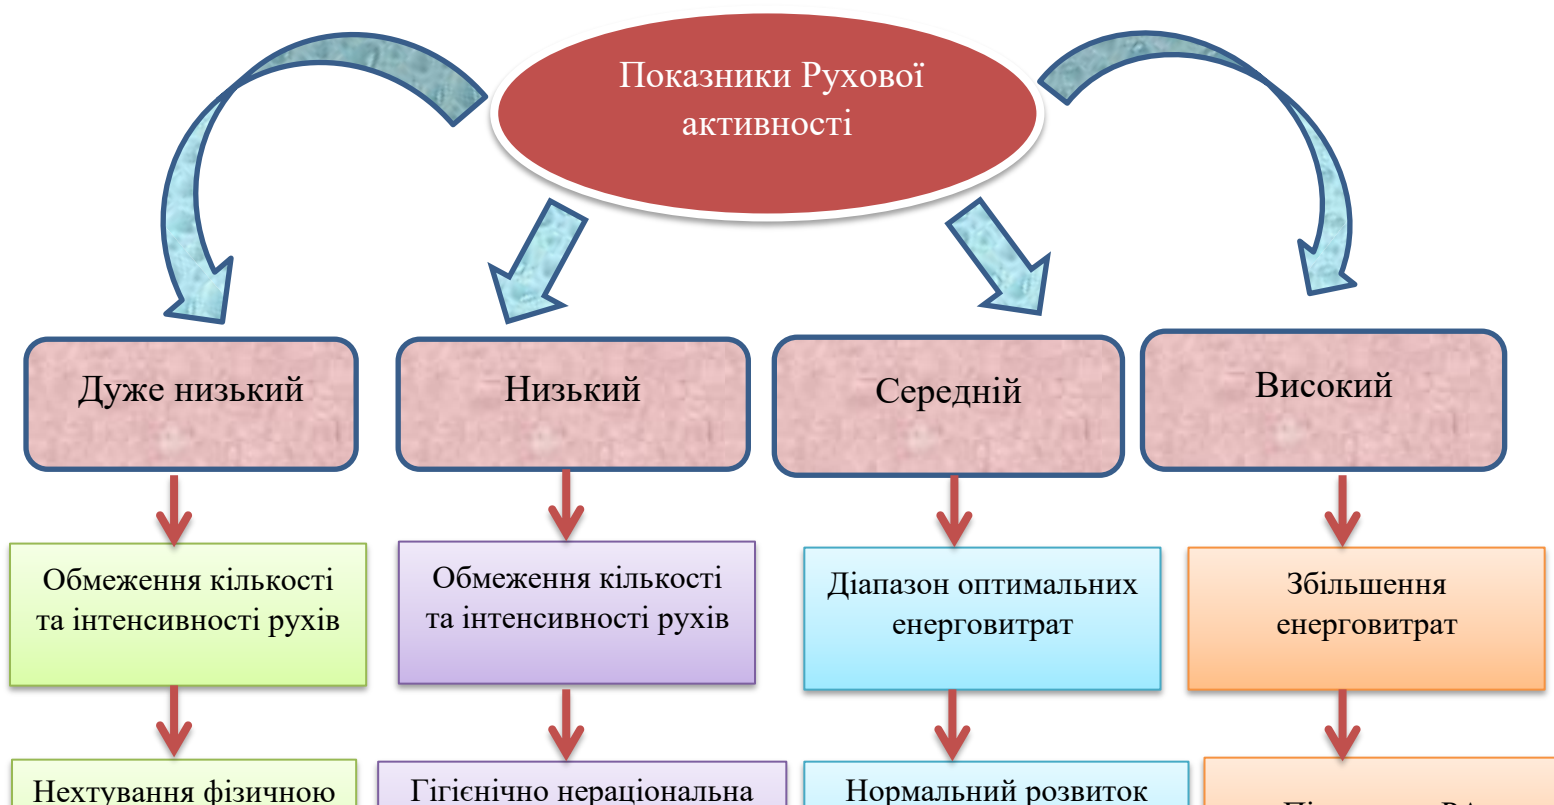 Показники Рухової
активності
Дуже низький
Низький
Середній
Високий
Обмеження кількості
та інтенсивності рухів
Обмеження кількості
та інтенсивності рухів
Діапазон оптимальних
енерговитрат
Збільшення
енерговитрат
Нехтування фізичною
Гігієнічно нераціональна
Нормальний розвиток